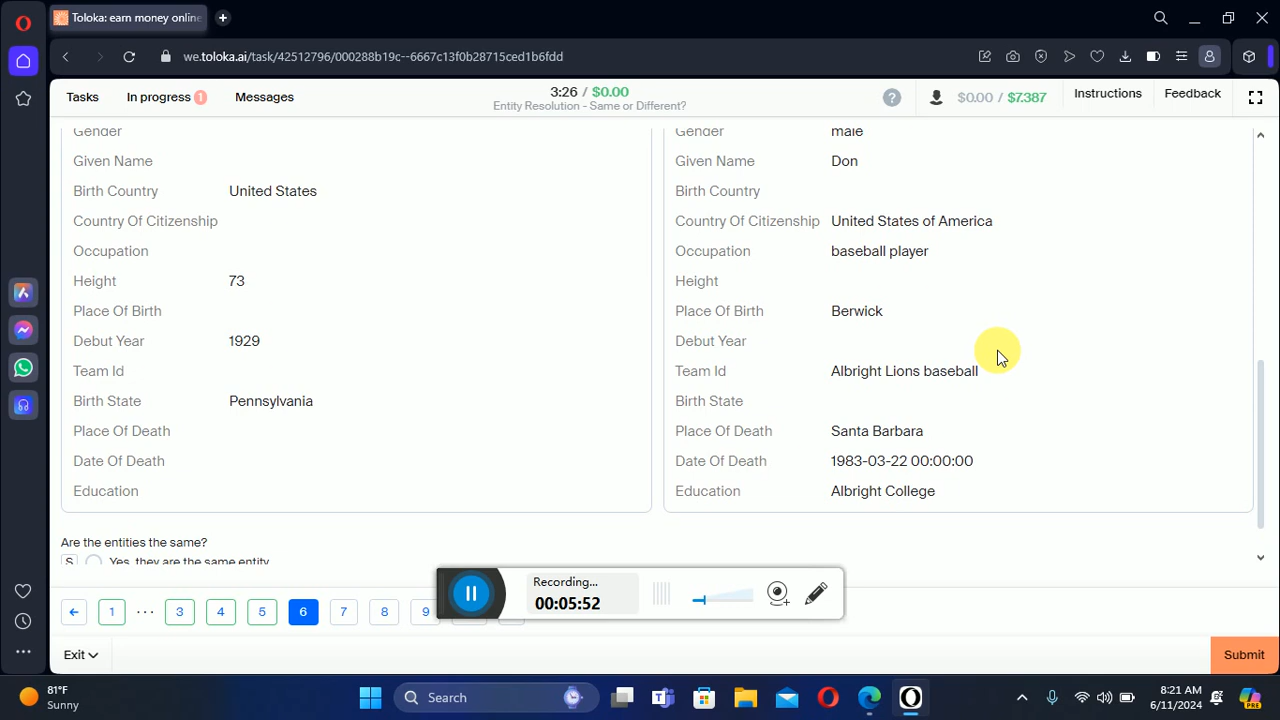 Toloka: earn money online
we.toloka.ai/task/42512796/000288b19c--6667c13f0b28715ced1b6fdd
Tasks In progress 1 Messages
3:26 / $0.00
Entity Resolution - Same or Different?
$0.00 / $7.387 Instructions Feedback
Gender
Given Name
Birth Country United States
Country Of Citizenship
Occupation
Height 73
Place Of Birth
Debut Year 1929
Team Id
Birth State Pennsylvania
Place Of Death
Date Of Death
Education
Gender male
Given Name Don
Birth Country
Country Of Citizenship United States of America
Occupation baseball player
Height
Place Of Birth Berwick
Debut Year
Team Id Albright Lions baseball
Birth State
Place Of Death Santa Barbara
Date Of Death 1983-03-22 00:00:00
Education Albright College
Are the entities the same?
S Yes, they are the same entity
Recording...
00:05:52
1 ··· 3 4 5 6 7 8 9
Exit
Submit
81°F
Sunny
Search
8:21 AM
6/11/2024
PRE